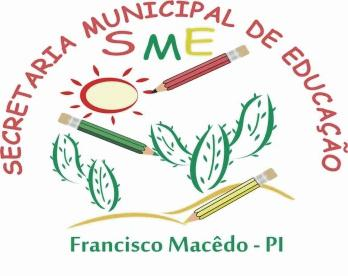 SECRETARIA MUNICIPAL DE EDUCAÇÃO
SME
Francisco Macêdo - PI